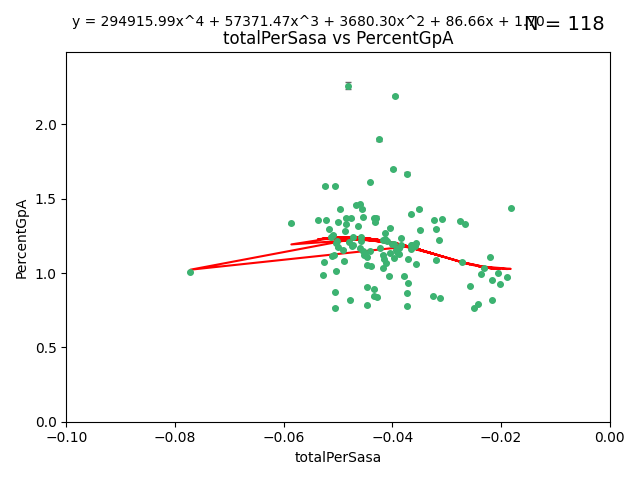 y = 294915.99x^4 + 57371.47x^3 + 3680.30x^2 + 86.66x + 1.70
N = 118
totalPerSasa vs PercentGpA
PercentGpA
2.0
1.5
1.0
0.5
0.0
−0.10 −0.08 −0.06 −0.04 −0.02 0.00
totalPerSasa